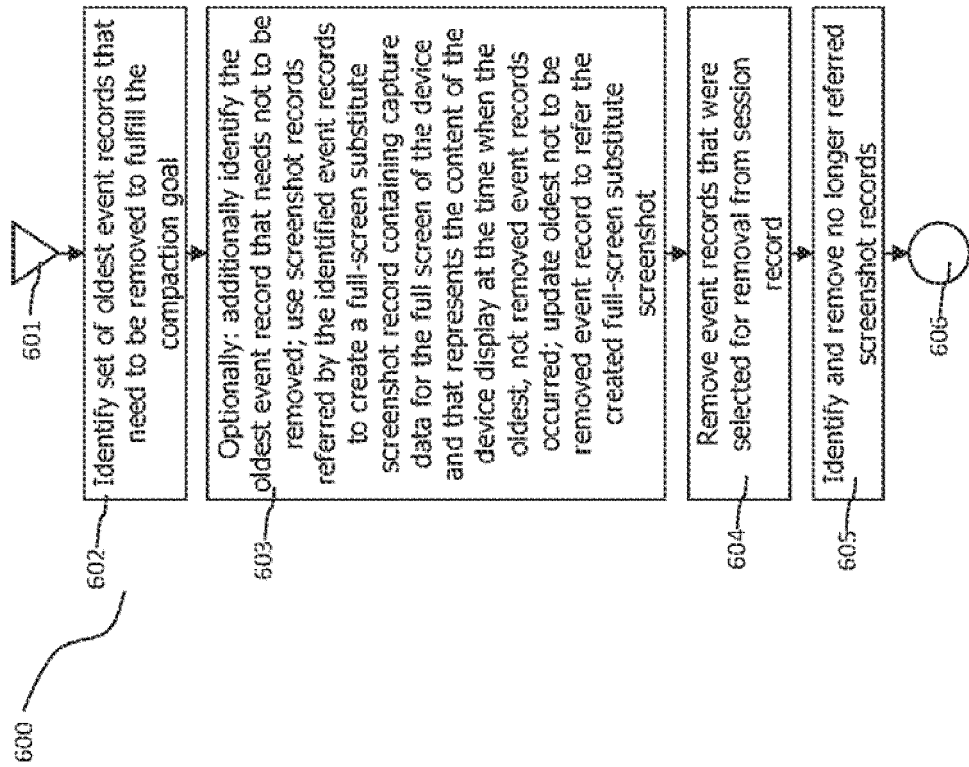 600
601
602
Identify set of oldest event records that
need to be removed to fulfill the
compaction goal
603
Optionally: additionally identify the
oldest event record that needs not to be
removed; use screenshot records
referred by the identified event records
to create a full-screen substitute
screenshot record containing capture
data for the full screen of the device
and that represents the content of the
device display at the time when the
oldest, not removed event records
occurred; update oldest not to be
removed event record to refer the
created full-screen substitute
screenshot
604
Remove event records that were
selected for removal from session
record
605
Identify and remove no longer referred
screenshot records
606